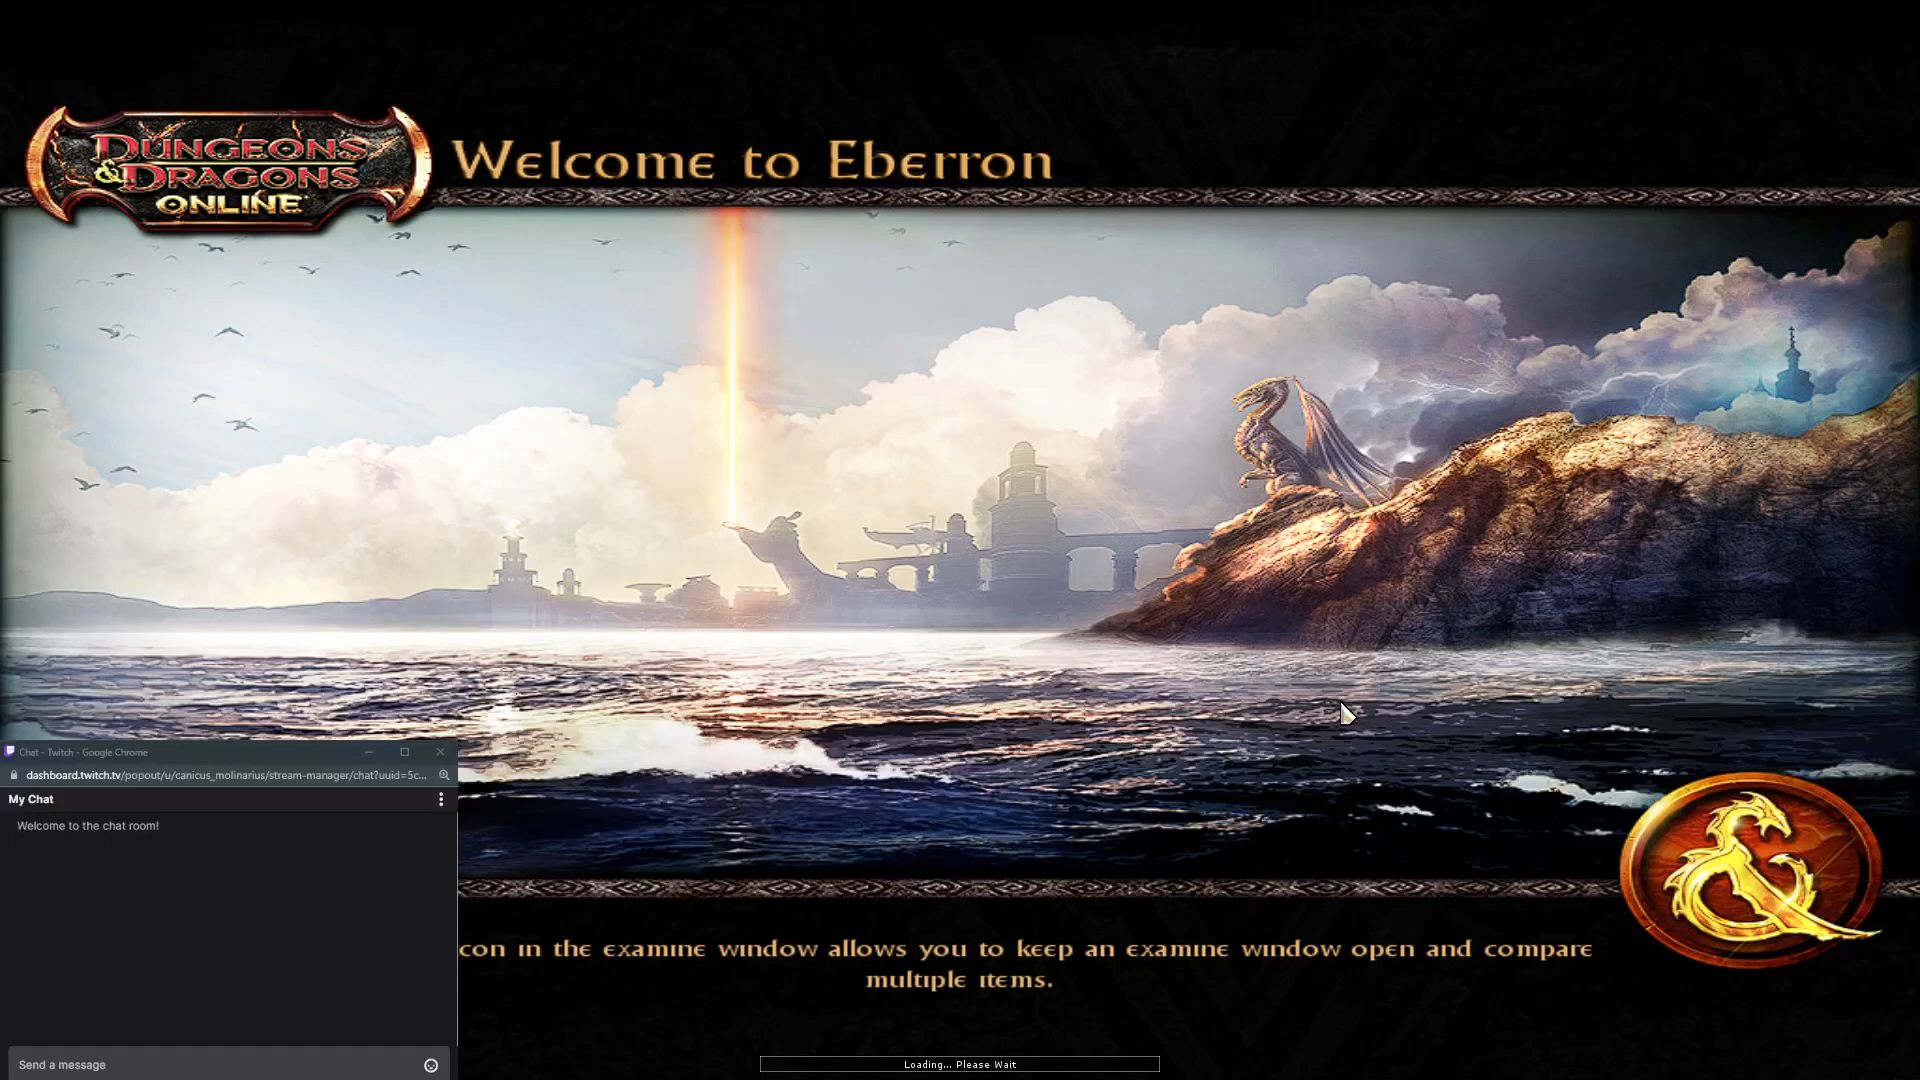 DUNGEONS
& DRAGONS
ONLINE
Welcome to Eberron
Chat - Twitch - Google Chrome
dashboard.twitch.tv/popout/u/canicus_molinarius/stream-manager/chat?uuid=5c...
My Chat
Welcome to the chat room!
con in the examine window allows you to keep an examine window open and compare
multiple items.
Send a message
Loading... Please Wait